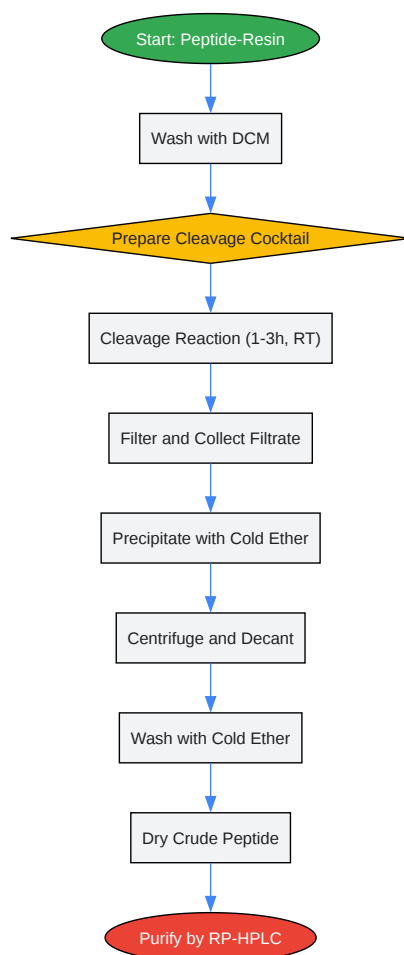 Start: Peptide-Resin
Wash with DCM
Prepare Cleavage Cocktail
Cleavage Reaction (1-3h, RT)
Filter and Collect Filtrate
Precipitate with Cold Ether
Centrifuge and Decant
Wash with Cold Ether
Dry Crude Peptide
Purify by RP-HPLC